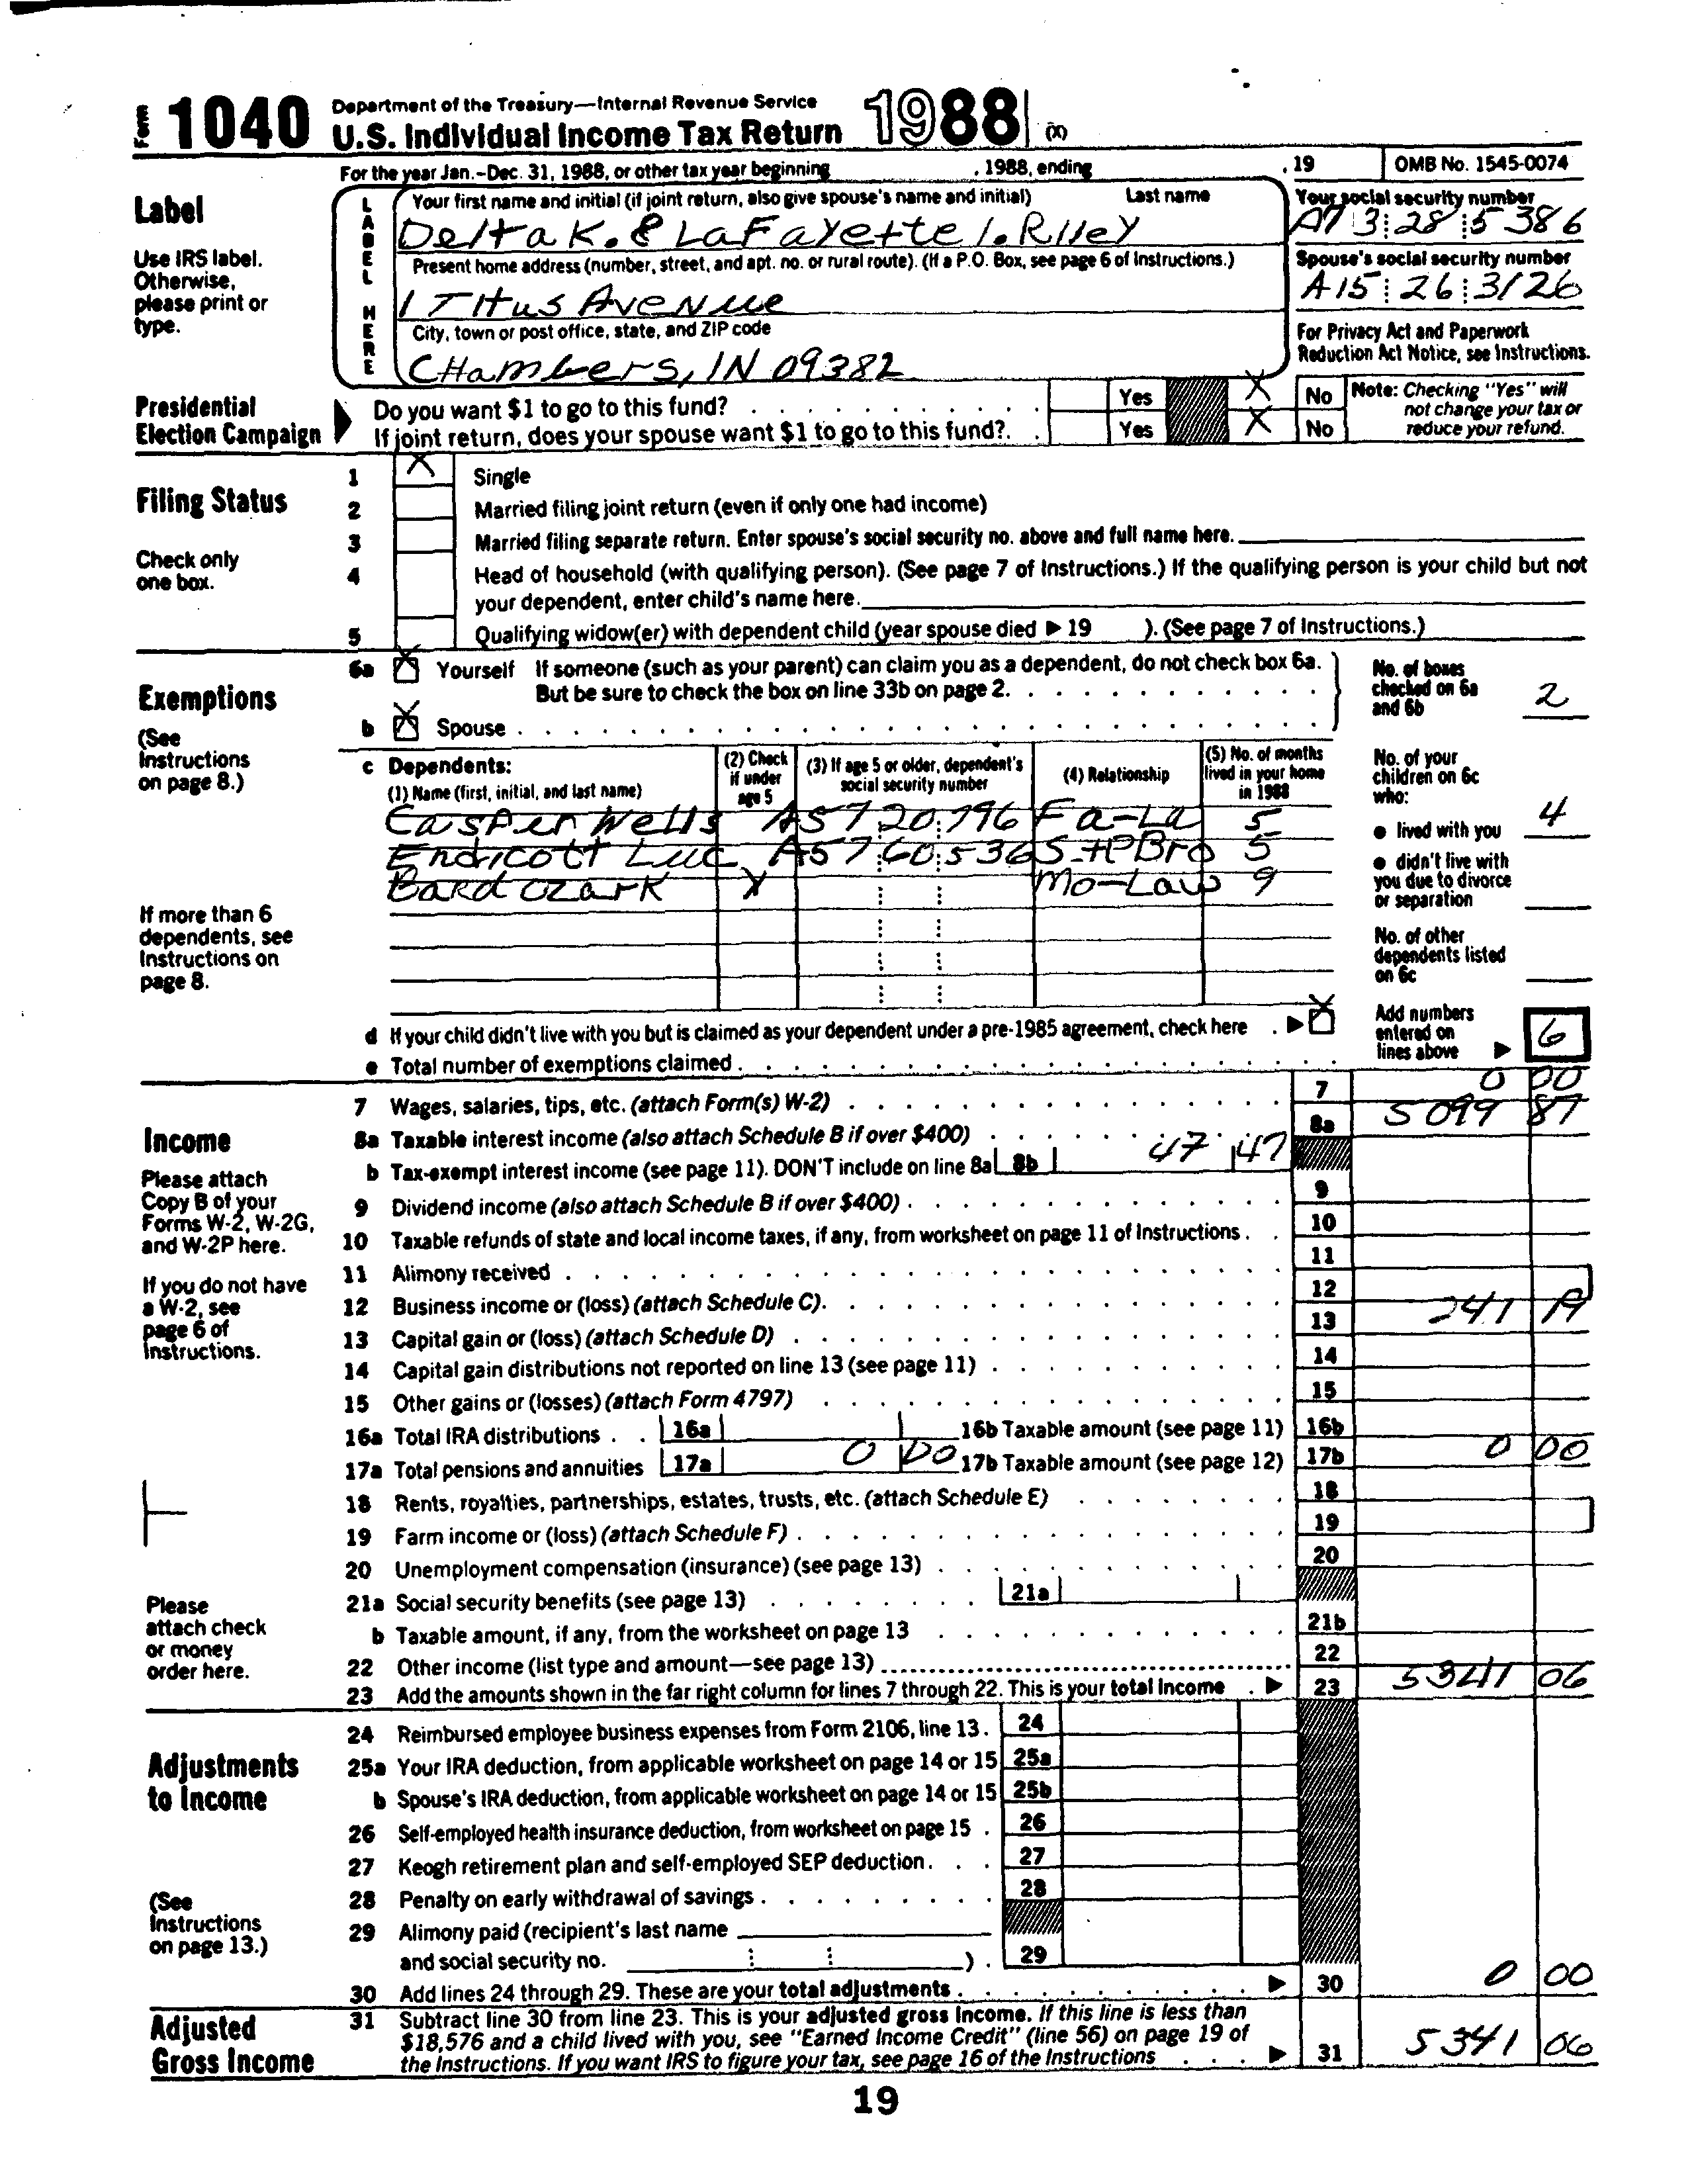 Form 1040 Department of the Treasury—Internal Revenue Service
U.S. Individual Income Tax Return 1988 (X)
For the year Jan.-Dec. 31, 1988, or other tax year beginning , 1988, ending , 19 OMB No. 1545-0074
Label
Use IRS label.
Otherwise,
please print or
type.
LABEL HERE
Your first name and initial (if joint return, also give spouse's name and initial) Last name
Delta K. & LaFayette I. Riley
Your social security number
A73 28 5386
Present home address (number, street, and apt. no. or rural route). (If a P.O. Box, see page 6 of Instructions.)
1 Titus Avenue
Spouse's social security number
A15 26 3126
City, town or post office, state, and ZIP code
Chambers, IN 09382
For Privacy Act and Paperwork
Reduction Act Notice, see Instructions.
Presidential
Election Campaign
Do you want $1 to go to this fund? Yes X No
If joint return, does your spouse want $1 to go to this fund? Yes X No
Note: Checking "Yes" will
not change your tax or
reduce your refund.
Filing Status
Check only
one box.
1 X Single
2 Married filing joint return (even if only one had income)
3 Married filing separate return. Enter spouse's social security no. above and full name here.
4 Head of household (with qualifying person). (See page 7 of Instructions.) If the qualifying person is your child but not
your dependent, enter child's name here.
5 Qualifying widow(er) with dependent child (year spouse died ▶ 19 ). (See page 7 of Instructions.)
Exemptions
(See
Instructions
on page 8.)
6a X Yourself If someone (such as your parent) can claim you as a dependent, do not check box 6a.
But be sure to check the box on line 33b on page 2.
b X Spouse
No. of boxes
checked on 6a
and 6b 2
c Dependents:
(1) Name (first, initial, and last name)
(2) Check
if under
age 5
(3) If age 5 or older, dependent's
social security number
(4) Relationship
(5) No. of months
lived in your home
in 1988
Casper Wells A57 20 796 Fa-La 5
Endicott Luc A57 60 536 StpBro 5
Bard Ozark X Mo-Law 9
No. of your
children on 6c
who:
● lived with you 4
● didn't live with
you due to divorce
or separation
No. of other
dependents listed
on 6c
If more than 6
dependents, see
Instructions on
page 8.
d If your child didn't live with you but is claimed as your dependent under a pre-1985 agreement, check here ▶ X
e Total number of exemptions claimed
Add numbers
entered on
lines above ▶ 6
Income
Please attach
Copy B of your
Forms W-2, W-2G,
and W-2P here.
If you do not have
a W-2, see
page 6 of
Instructions.
7 Wages, salaries, tips, etc. (attach Form(s) W-2) 7 0 00
8a Taxable interest income (also attach Schedule B if over $400) 8a 5099 87
b Tax-exempt interest income (see page 11). DON'T include on line 8a 8b 47 47
9 Dividend income (also attach Schedule B if over $400) 9
10 Taxable refunds of state and local income taxes, if any, from worksheet on page 11 of Instructions 10
11 Alimony received 11
12 Business income or (loss) (attach Schedule C) 12
13 Capital gain or (loss) (attach Schedule D) 13 241 19
14 Capital gain distributions not reported on line 13 (see page 11) 14
15 Other gains or (losses) (attach Form 4797) 15
16a Total IRA distributions 16a 16b Taxable amount (see page 11) 16b
17a Total pensions and annuities 17a 0 00 17b Taxable amount (see page 12) 17b 0 00
18 Rents, royalties, partnerships, estates, trusts, etc. (attach Schedule E) 18
19 Farm income or (loss) (attach Schedule F) 19
20 Unemployment compensation (insurance) (see page 13) 20
21a Social security benefits (see page 13) 21a
b Taxable amount, if any, from the worksheet on page 13 21b
22 Other income (list type and amount—see page 13) 22
23 Add the amounts shown in the far right column for lines 7 through 22. This is your total income ▶ 23 5341 06
Please
attach check
or money
order here.
Adjustments
to Income
(See
Instructions
on page 13.)
24 Reimbursed employee business expenses from Form 2106, line 13. 24
25a Your IRA deduction, from applicable worksheet on page 14 or 15 25a
b Spouse's IRA deduction, from applicable worksheet on page 14 or 15 25b
26 Self-employed health insurance deduction, from worksheet on page 15 26
27 Keogh retirement plan and self-employed SEP deduction 27
28 Penalty on early withdrawal of savings 28
29 Alimony paid (recipient's last name
and social security no. ) 29
30 Add lines 24 through 29. These are your total adjustments ▶ 30 0 00
Adjusted
Gross Income
31 Subtract line 30 from line 23. This is your adjusted gross income. If this line is less than
$18,576 and a child lived with you, see "Earned Income Credit" (line 56) on page 19 of
the Instructions. If you want IRS to figure your tax, see page 16 of the Instructions ▶ 31 5341 06
19